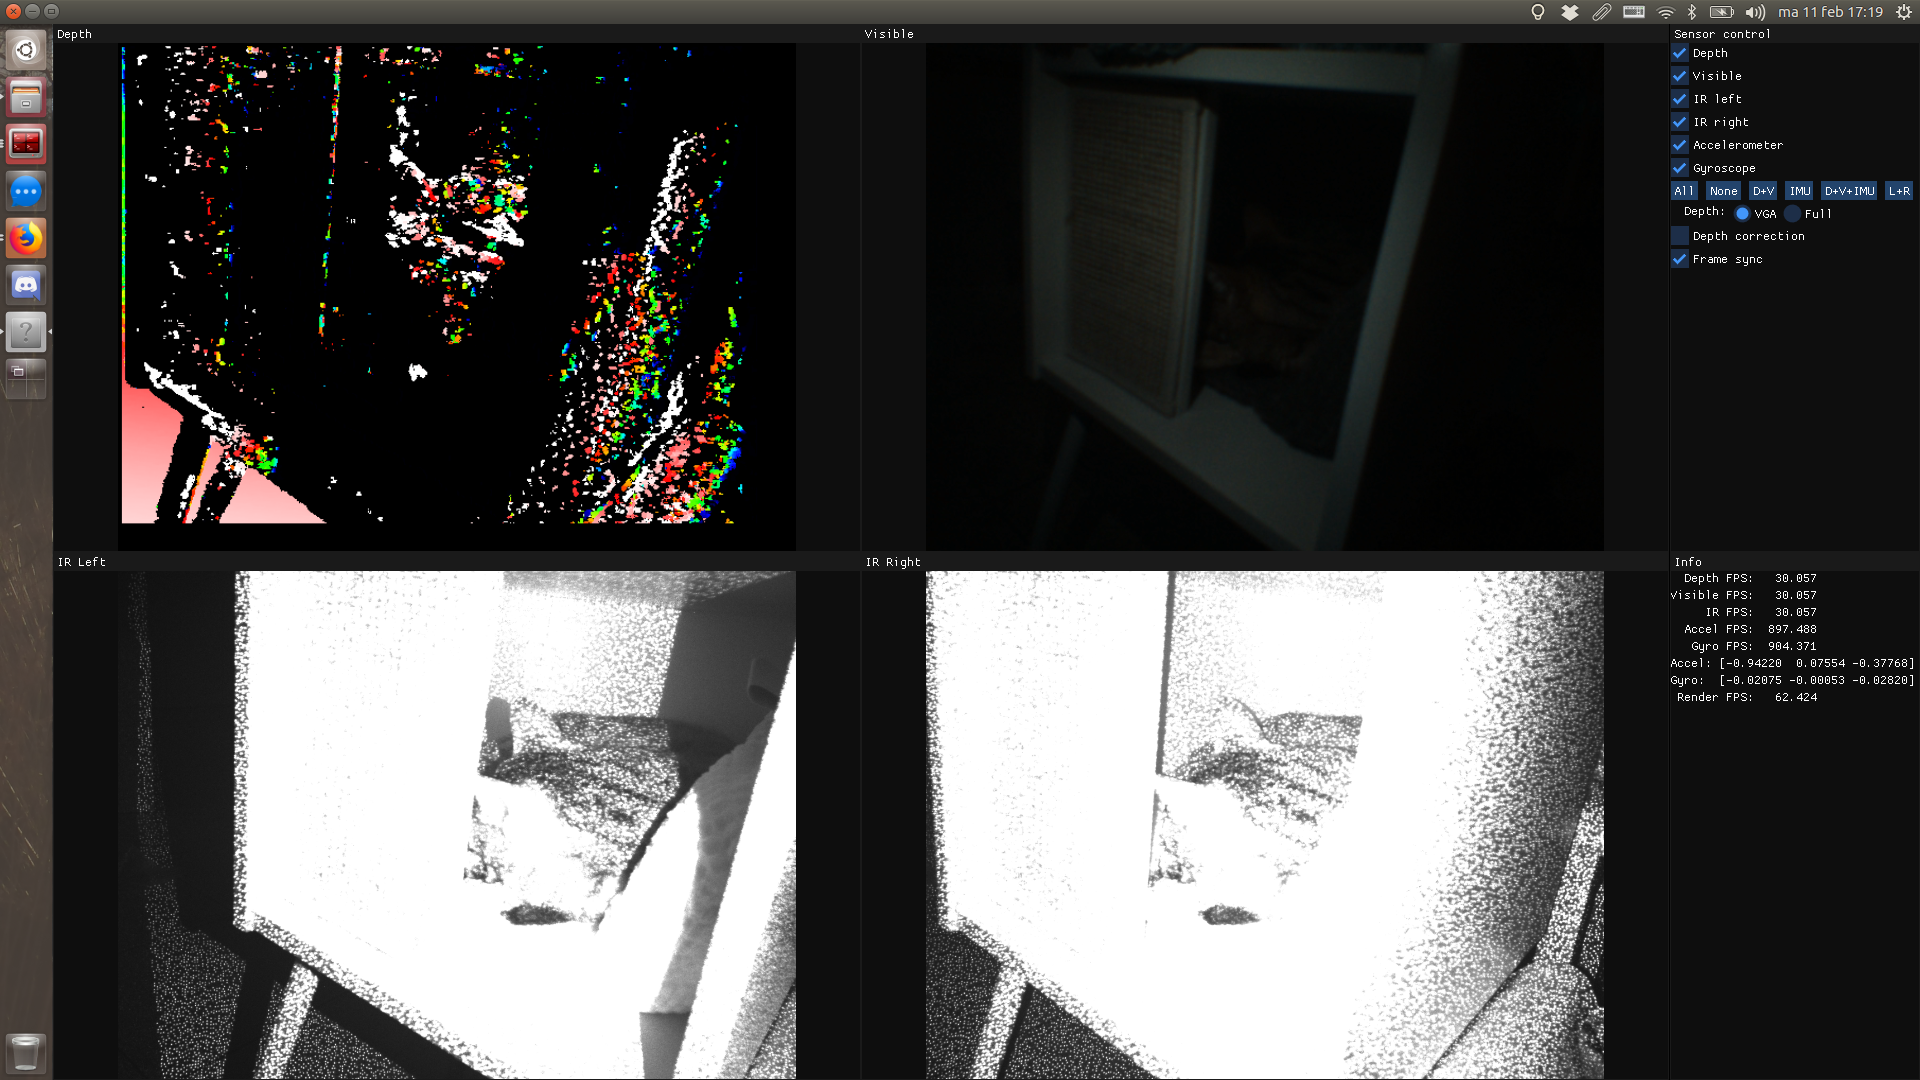 ma 11 feb 17:19
Depth
Visible
Sensor control
Depth
Visible
IR left
IR right
Accelerometer
Gyroscope
All None D+V IMU D+V+IMU L+R
Depth: VGA Full
Depth correction
Frame sync
IR Left
IR Right
Info
Depth FPS: 30.057
Visible FPS: 30.057
IR FPS: 30.057
Accel FPS: 897.488
Gyro FPS: 904.371
Accel: [-0.94220 0.07554 -0.37768]
Gyro: [-0.02075 -0.00053 -0.02820]
Render FPS: 62.424